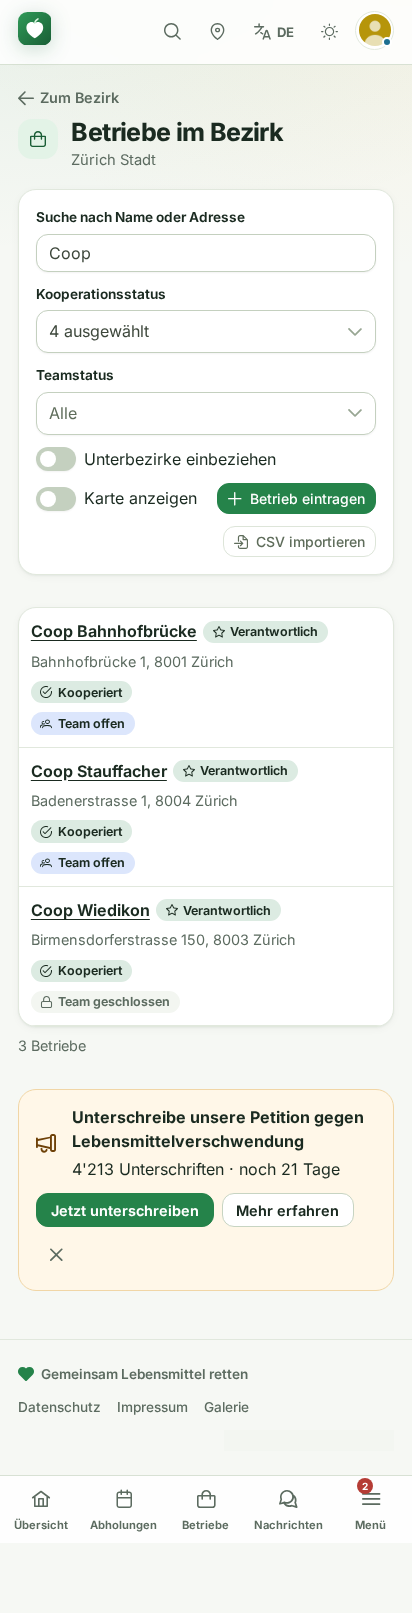 DE
Zum Bezirk
Betriebe im Bezirk
Zürich Stadt
Suche nach Name oder Adresse
Coop
Kooperationsstatus
4 ausgewählt
Teamstatus
Alle
Unterbezirke einbeziehen
Karte anzeigen
Betrieb eintragen
CSV importieren
Coop Bahnhofbrücke Verantwortlich
Bahnhofbrücke 1, 8001 Zürich
Kooperiert
Team offen
Coop Stauffacher Verantwortlich
Badenerstrasse 1, 8004 Zürich
Kooperiert
Team offen
Coop Wiedikon Verantwortlich
Birmensdorferstrasse 150, 8003 Zürich
Kooperiert
Team geschlossen
3 Betriebe
Unterschreibe unsere Petition gegen
Lebensmittelverschwendung
4'213 Unterschriften · noch 21 Tage
Jetzt unterschreiben Mehr erfahren
Gemeinsam Lebensmittel retten
Datenschutz Impressum Galerie
2
Übersicht Abholungen Betriebe Nachrichten Menü